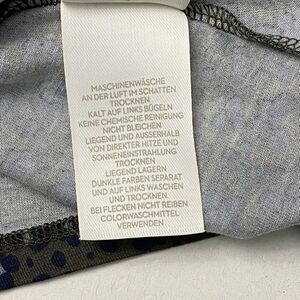 MASCHINENWÄSCHE
AN DER LUFT IM SCHATTEN
TROCKNEN
KALT AUF LINKS BÜGELN
KEINE CHEMISCHE REINIGUNG
NICHT BLEICHEN
LIEGEND UND AUSSERHALB
VON DIREKTER HITZE UND
SONNENEINSTRAHLUNG
TROCKNEN
LIEGEND LAGERN
DUNKLE FARBEN SEPARAT
UND AUF LINKS WASCHEN
UND TROCKNEN
BEI FLECKEN NICHT REIBEN
COLORWASCHMITTEL
VERWENDEN